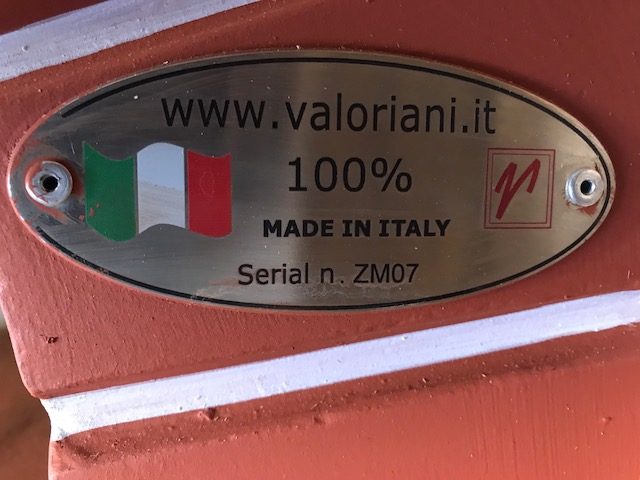 www.valoriani.it
100%
MADE IN ITALY
Serial n. ZM07